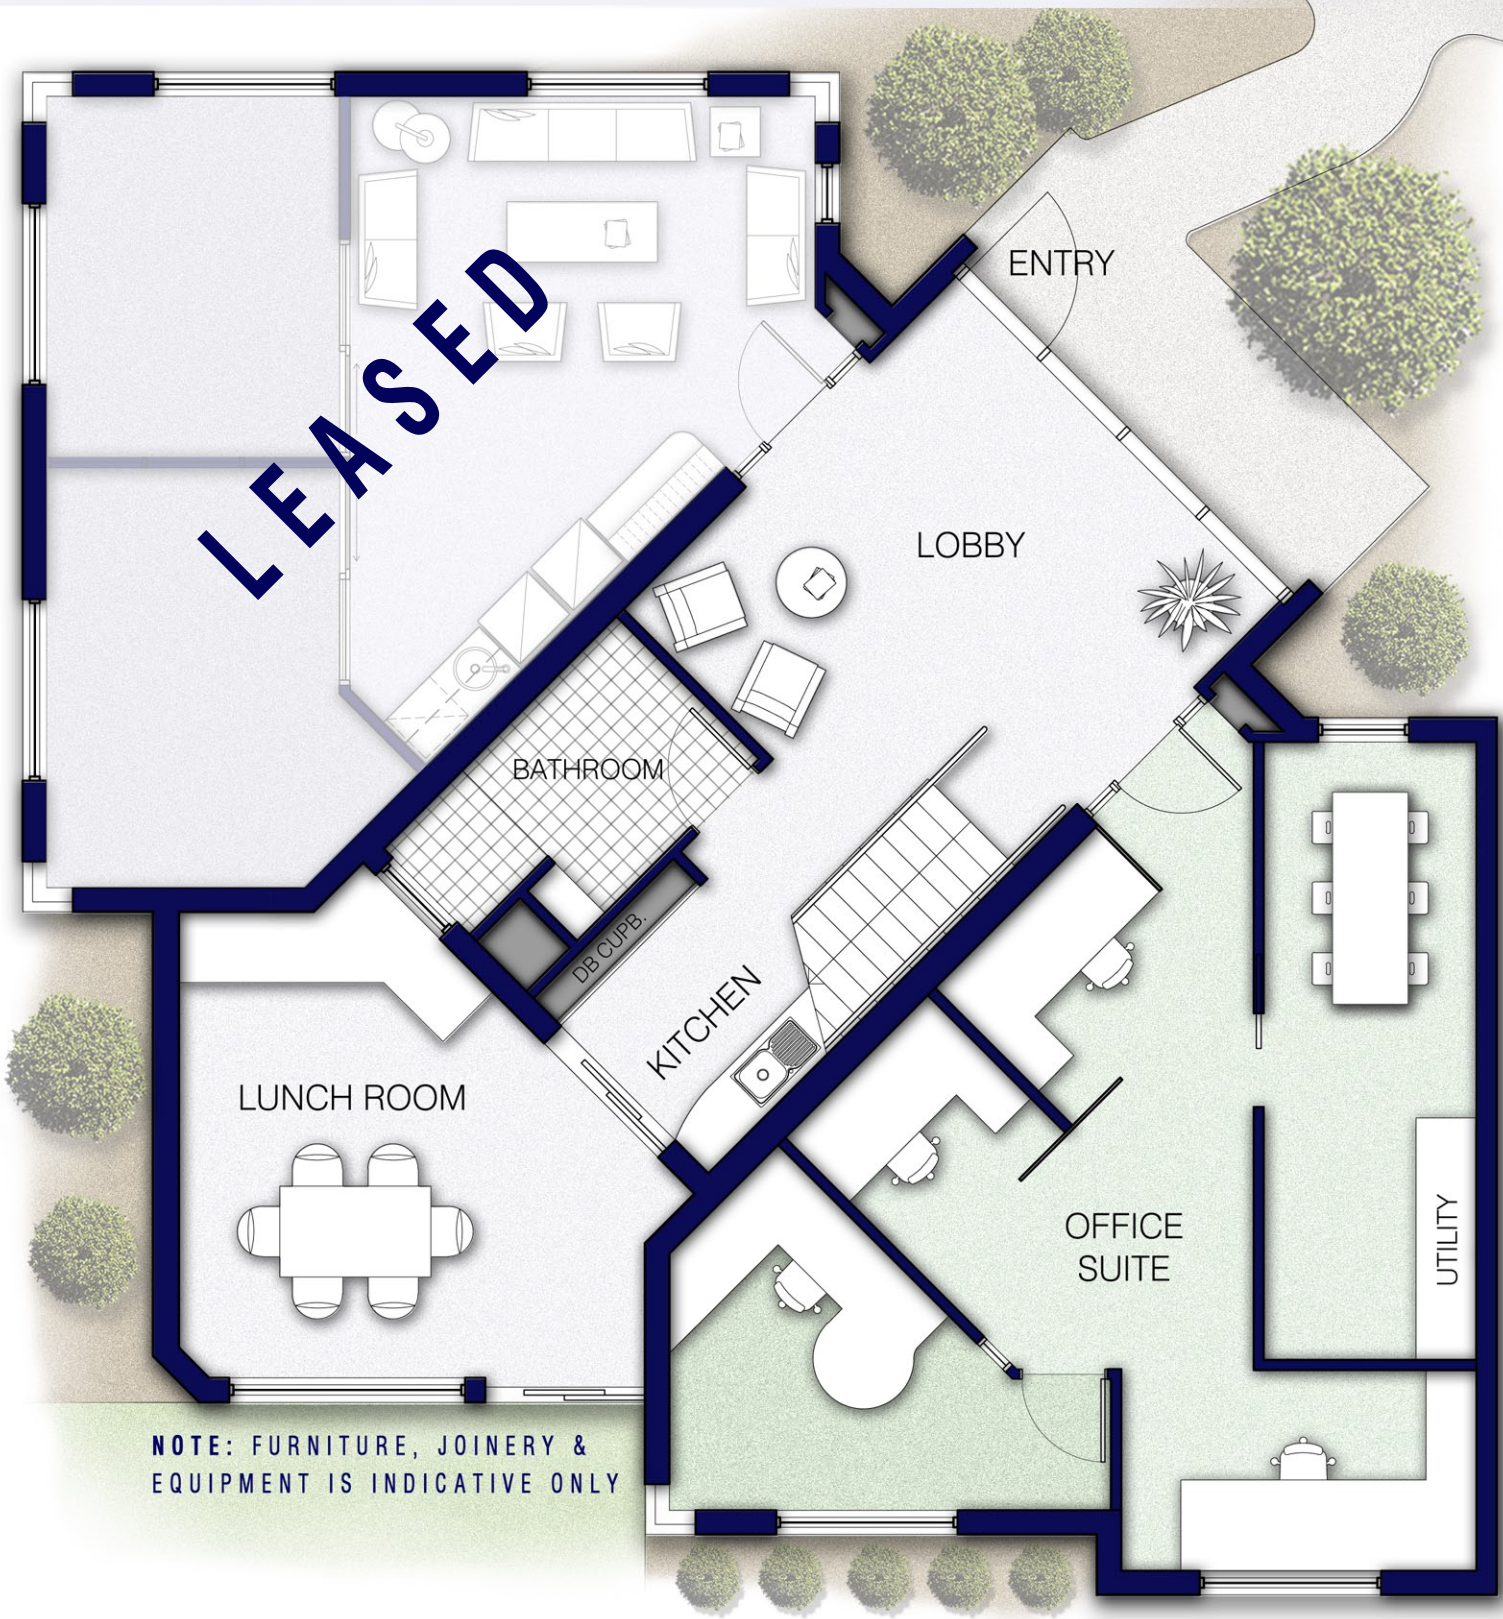 ENTRY
LEASED
LOBBY
BATHROOM
DB CUPB.
KITCHEN
LUNCH ROOM
OFFICE
SUITE
UTILITY
NOTE: FURNITURE, JOINERY &
EQUIPMENT IS INDICATIVE ONLY